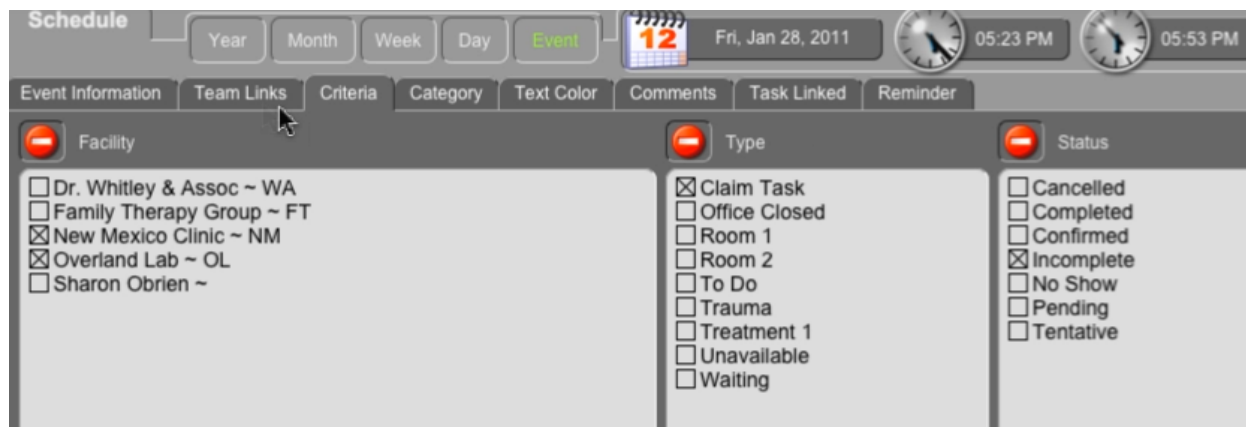 Schedule
Year Month Week Day Event
12 Fri, Jan 28, 2011 05:23 PM 05:53 PM
Event Information Team Links Criteria Category Text Color Comments Task Linked Reminder
Facility
Dr. Whitley & Assoc ~ WA
Family Therapy Group ~ FT
New Mexico Clinic ~ NM
Overland Lab ~ OL
Sharon Obrien ~
Type
Claim Task
Office Closed
Room 1
Room 2
To Do
Trauma
Treatment 1
Unavailable
Waiting
Status
Cancelled
Completed
Confirmed
Incomplete
No Show
Pending
Tentative